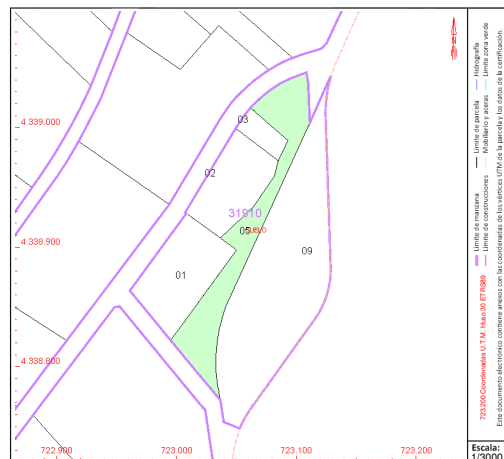 4.339.000
4.338.900
4.338.800
722.900
723.000
723.100
723.200
03
02
31910
05
SUELO
09
01
723.200 Coordenadas U.T.M. Huso 30 ETRS89
Límite de manzana
Límite de parcela
Hidrografía
Límite de construcciones
Mobiliario y aceras
Límite zona verde
Este documento electrónico contiene anexos con las coordenadas de los vértices UTM de la parcela y los datos de la certificación.
Escala:
1/3000